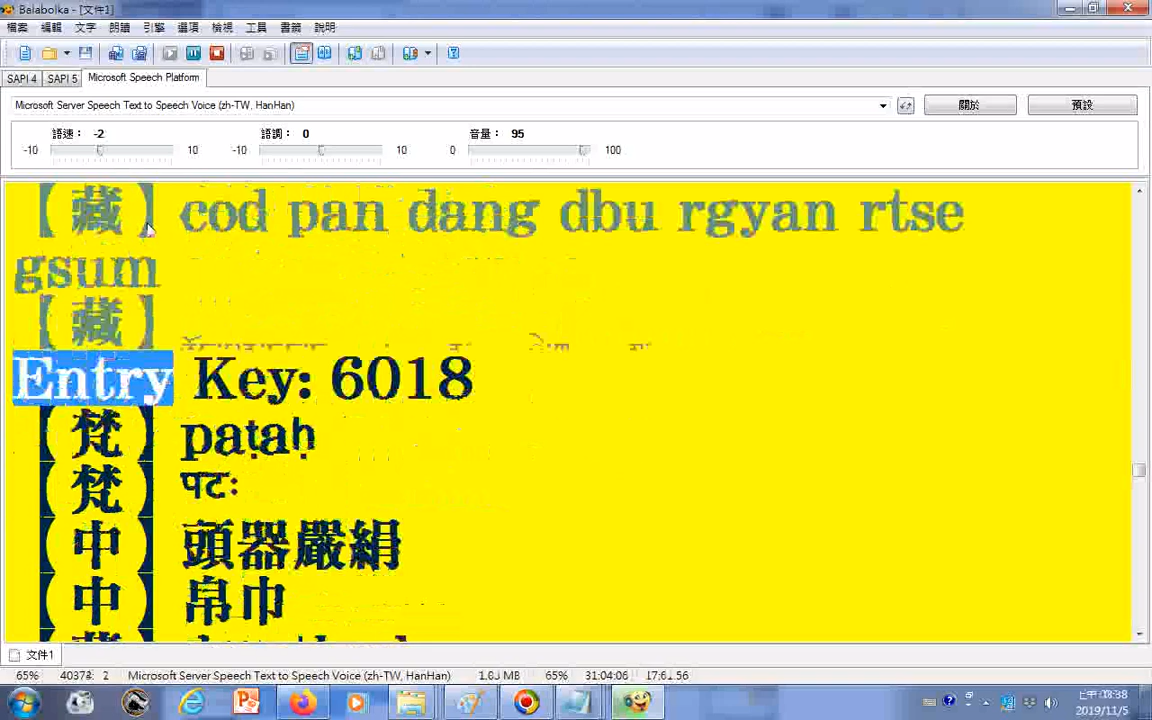 Balabolka - [文件1]
檔案 編輯 文字 朗讀 引擎 選項 檢視 工具 書籤 說明
SAPI 4 SAPI 5 Microsoft Speech Platform
Microsoft Server Speech Text to Speech Voice (zh-TW, HanHan) 關於 預設
語速： -2 語調： 0 音量： 95
-10 10 -10 10 0 100
【藏】 cod pan dang dbu rgyan rtse
gsum
【藏】
Entry Key: 6018
【梵】 paṭaḥ
【梵】 पटः
【中】 頭器嚴絹
【中】 帛巾
文件1
65% Microsoft Server Speech Text to Speech Voice (zh-TW, HanHan) 65% 31:04:06
2019/11/5